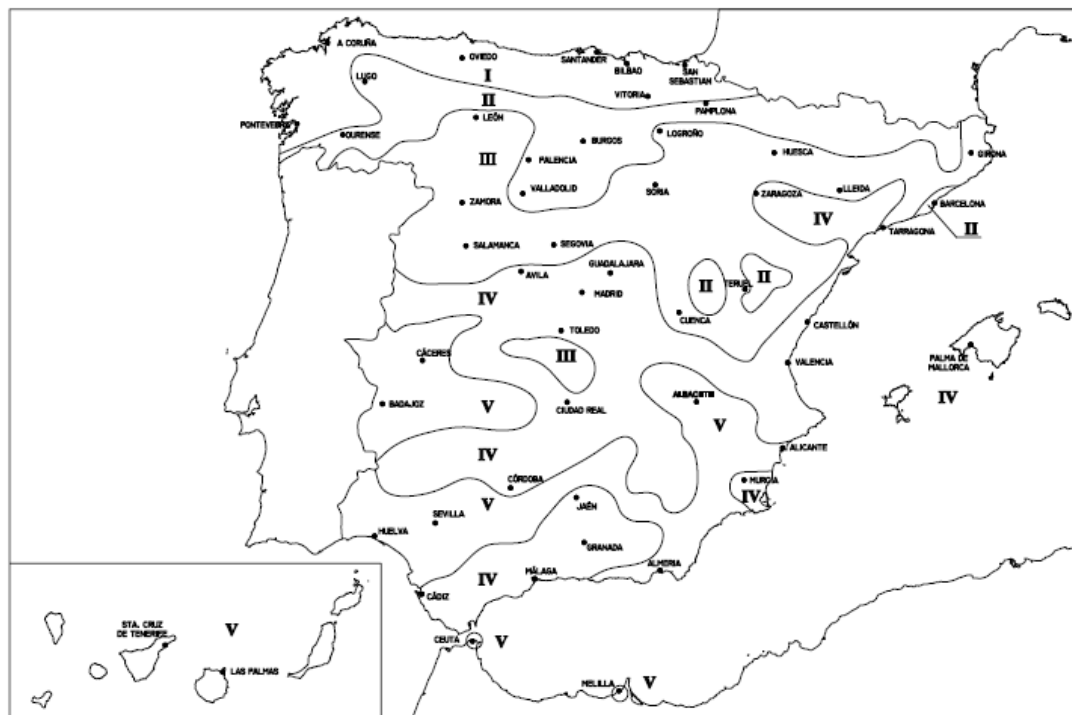 A CORUÑA
OVIEDO
SANTANDER
BILBAO
SAN
SEBASTIAN
LUGO
I
VITORIA
II
PAMPLONA
PONTEVEDRA
LEÓN
OURENSE
BURGOS
LOGROÑO
III
PALENCIA
HUESCA
GIRONA
VALLADOLID
SORIA
ZARAGOZA
LLEIDA
ZAMORA
BARCELONA
IV
TARRAGONA
II
SALAMANCA
SEGOVIA
AVILA
GUADALAJARA
IV
MADRID
II
TERUEL
II
CUENCA
CASTELLÓN
TOLEDO
CÁCERES
III
VALENCIA
PALMA DE
MALLORCA
IV
ALBACETE
BADAJOZ
V
CIUDAD REAL
V
IV
ALICANTE
CÓRDOBA
MURCIA
IV
V
JAÉN
SEVILLA
HUELVA
GRANADA
ALMERIA
MÁLAGA
IV
CÁDIZ
STA. CRUZ
DE TENERIFE
V
CEUTA
V
LAS PALMAS
MELILLA
V